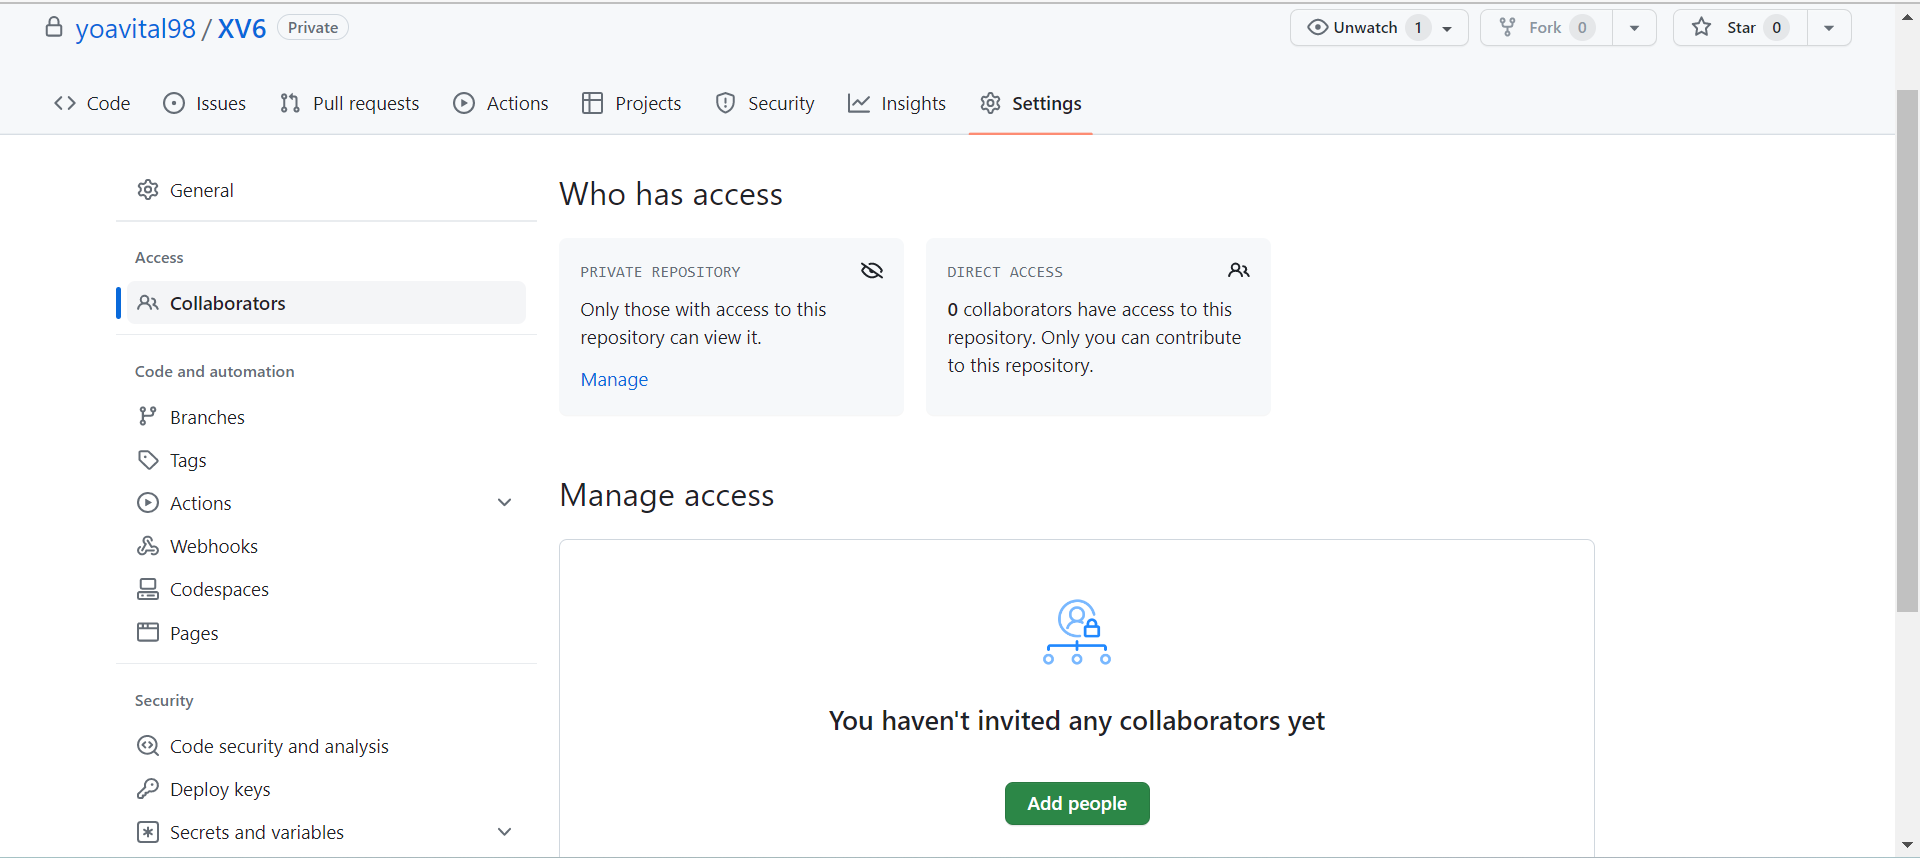 yoavital98 / XV6 Private
Unwatch 1
Fork 0
Star 0
Code Issues Pull requests Actions Projects Security Insights Settings
General
Access
Collaborators
Code and automation
Branches
Tags
Actions
Webhooks
Codespaces
Pages
Security
Code security and analysis
Deploy keys
Secrets and variables
Who has access
PRIVATE REPOSITORY
Only those with access to this
repository can view it.
Manage
DIRECT ACCESS
0 collaborators have access to this
repository. Only you can contribute
to this repository.
Manage access
You haven't invited any collaborators yet
Add people